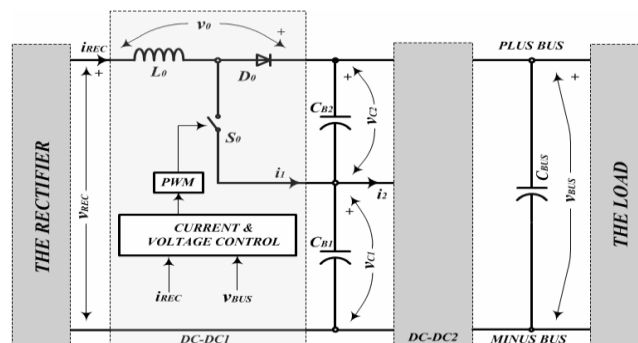 v0
iREC
+
+
L0
D0
+
CB2
vC2
S0
PWM
i1
i2
CURRENT &
VOLTAGE CONTROL
iREC
vBUS
+
CB1
vC1
vREC
THE RECTIFIER
DC-DC1
DC-DC2
PLUS BUS
+
CBUS
vBUS
MINUS BUS
THE LOAD